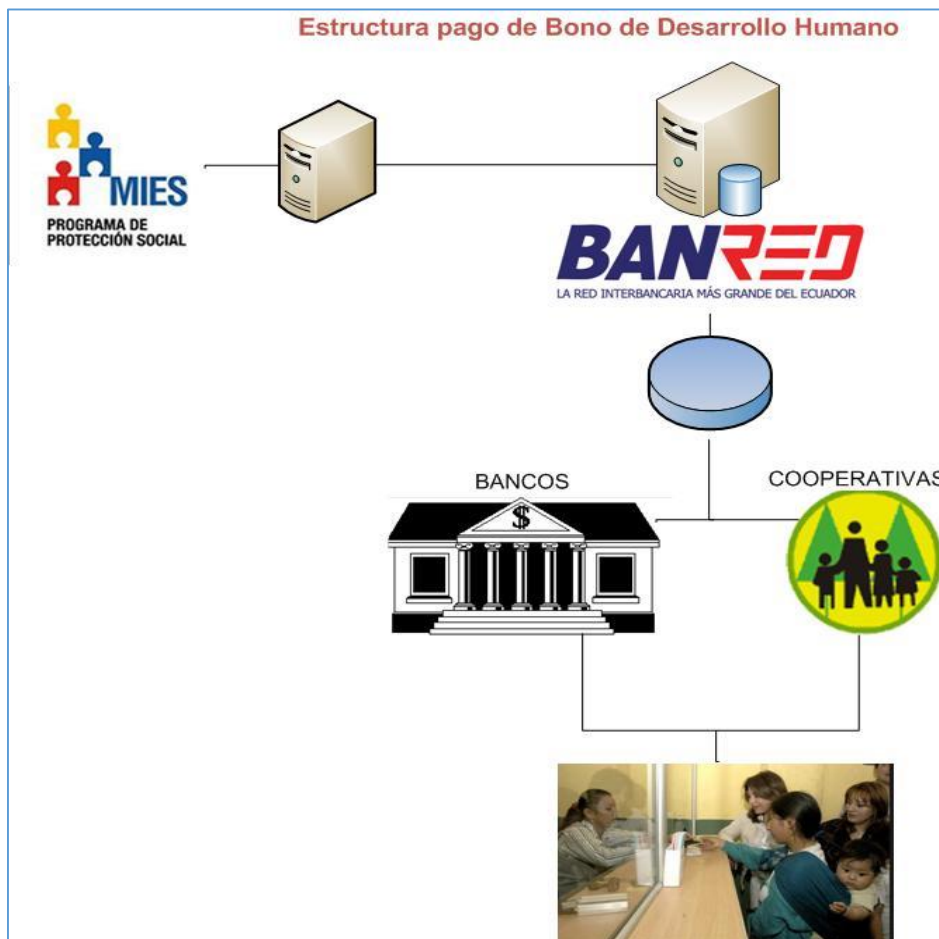 Estructura pago de Bono de Desarrollo Humano
MIES
PROGRAMA DE
PROTECCIÓN SOCIAL
BANRED
LA RED INTERBANCARIA MÁS GRANDE DEL ECUADOR
BANCOS
COOPERATIVAS
$